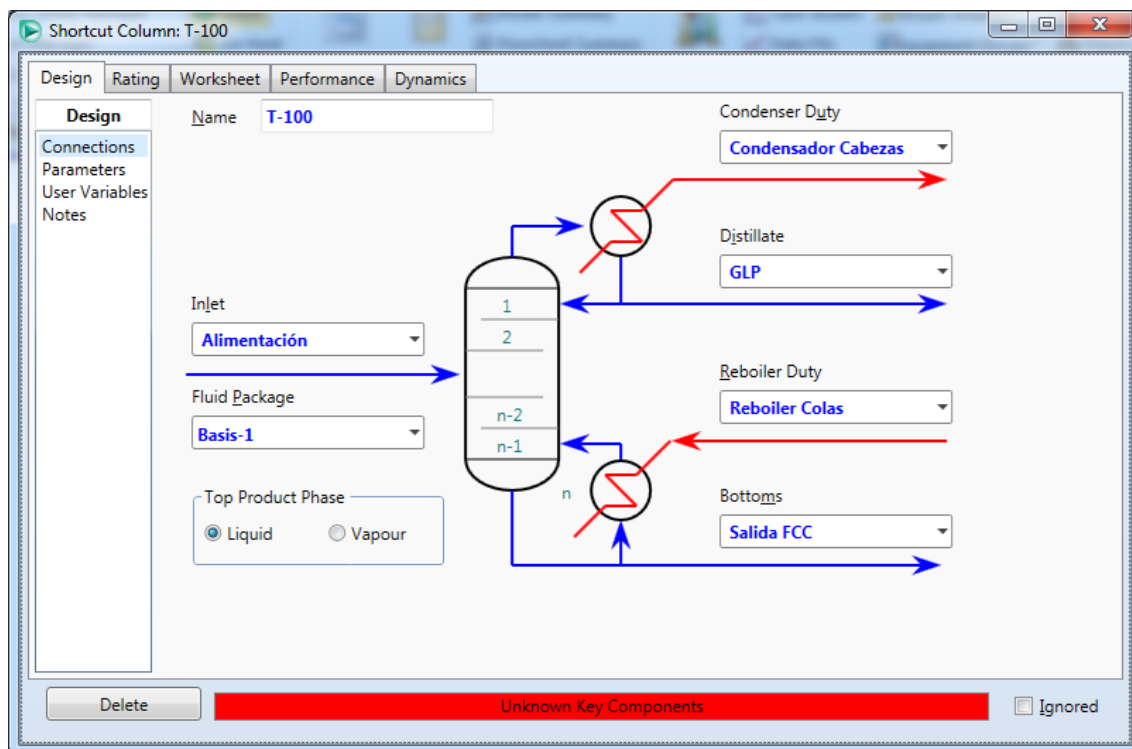 Shortcut Column: T-100
Design
Rating
Worksheet
Performance
Dynamics
Design
Connections
Parameters
User Variables
Notes
Name
T-100
Condenser Duty
Condensador Cabezas
Distillate
GLP
Inlet
Alimentación
1
2
n-2
n-1
n
Fluid Package
Basis-1
Reboiler Duty
Reboiler Colas
Top Product Phase
Liquid
Vapour
Bottoms
Salida FCC
Delete
Unknown Key Components
Ignored